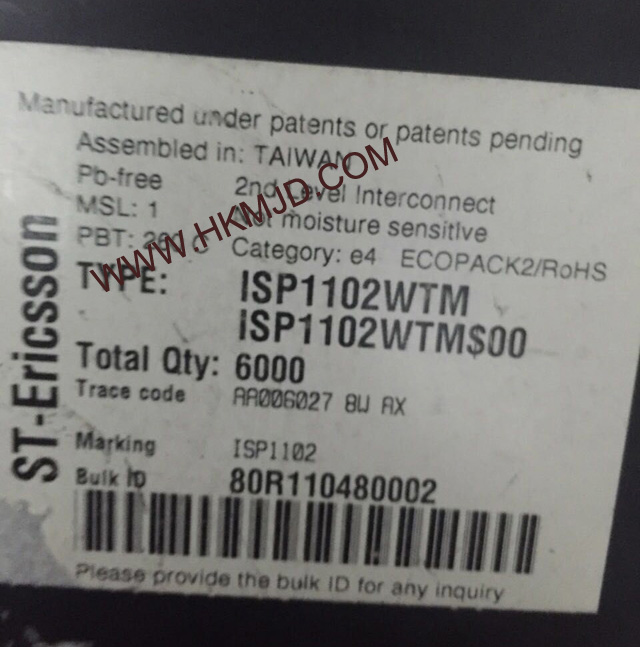 Manufactured under patents or patents pending
Assembled in: TAIWAN
Pb-free 2nd Level Interconnect
MSL: 1 Not moisture sensitive
PBT: Category: e4 ECOPACK2/RoHS
TYPE: ISP1102WTM
ISP1102WTM$00
Total Qty: 6000
Trace code AA006027 8W AX
Marking ISP1102
Bulk ID 80R110480002
Please provide the bulk ID for any inquiry
ST-Ericsson
WWW.HKMJD.COM